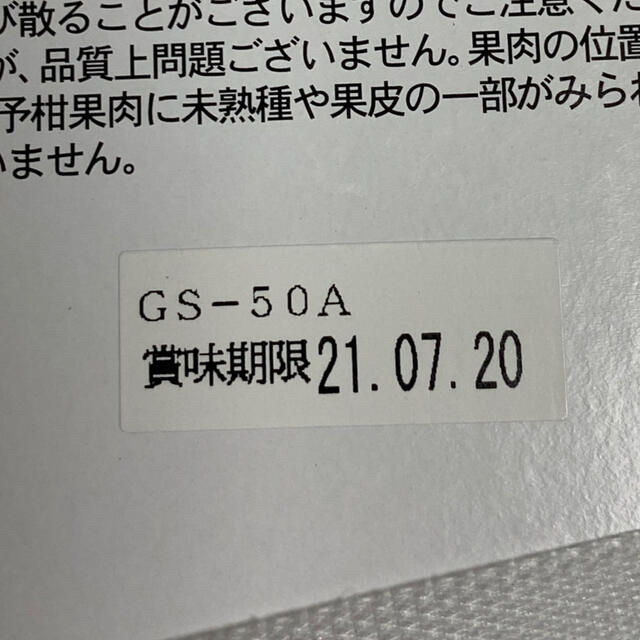 び散ることがございますのでご注意くだ
が、品質上問題ございません。果肉の位置
予柑果肉に未熟種や果皮の一部がみられ
いません。
GS-50A
賞味期限21.07.20